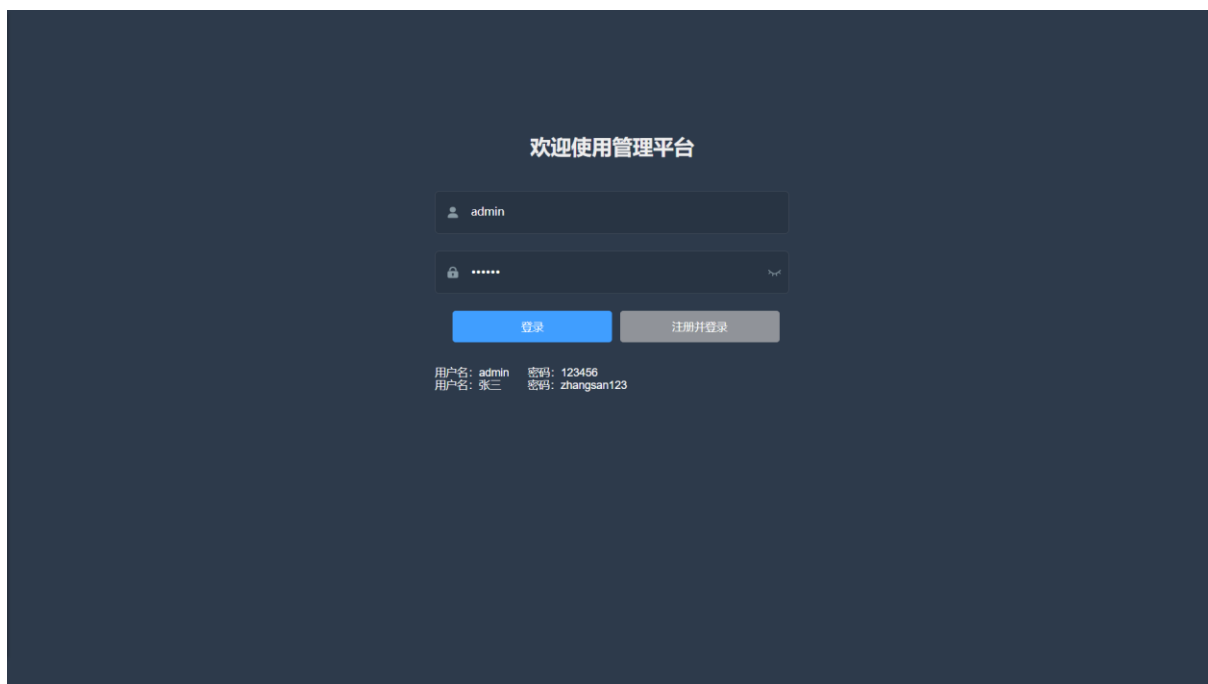 欢迎使用管理平台
admin
••••••
登录 注册并登录
用户名：admin 密码：123456
用户名：张三 密码：zhangsan123